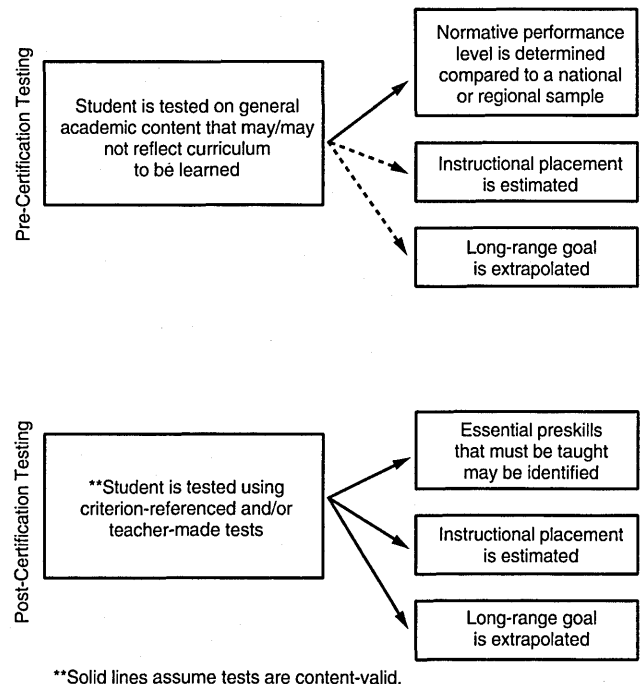 Pre-Certification Testing
Student is tested on general
academic content that may/may
not reflect curriculum
to be learned
Normative performance
level is determined
compared to a national
or regional sample
Instructional placement
is estimated
Long-range goal
is extrapolated
Post-Certification Testing
**Student is tested using
criterion-referenced and/or
teacher-made tests
Essential preskills
that must be taught
may be identified
Instructional placement
is estimated
Long-range goal
is extrapolated
**Solid lines assume tests are content-valid.